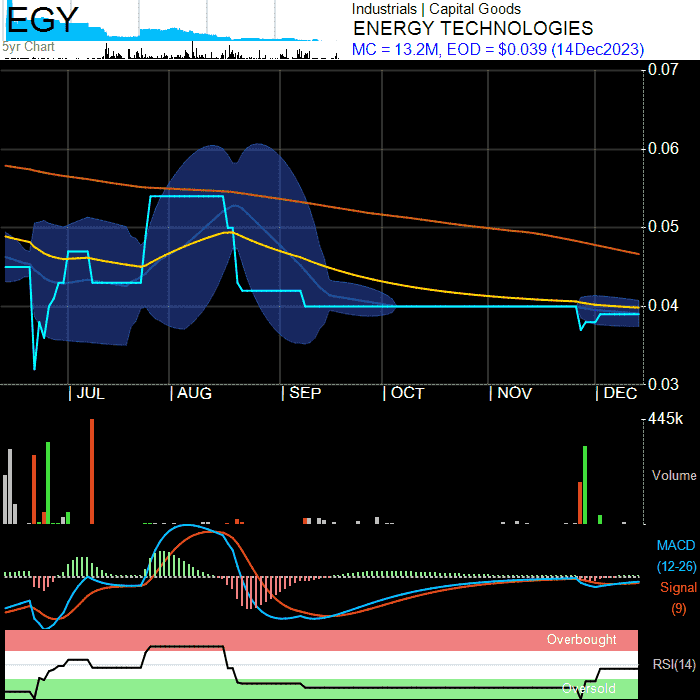 EGY
5yr Chart
Industrials | Capital Goods
ENERGY TECHNOLOGIES
MC = 13.2M, EOD = $0.039 (14Dec2023)
0.07
0.06
0.05
0.04
0.03
JUL AUG SEP OCT NOV DEC
445k
Volume
MACD
(12-26)
Signal
(9)
Overbought
RSI(14)
Oversold